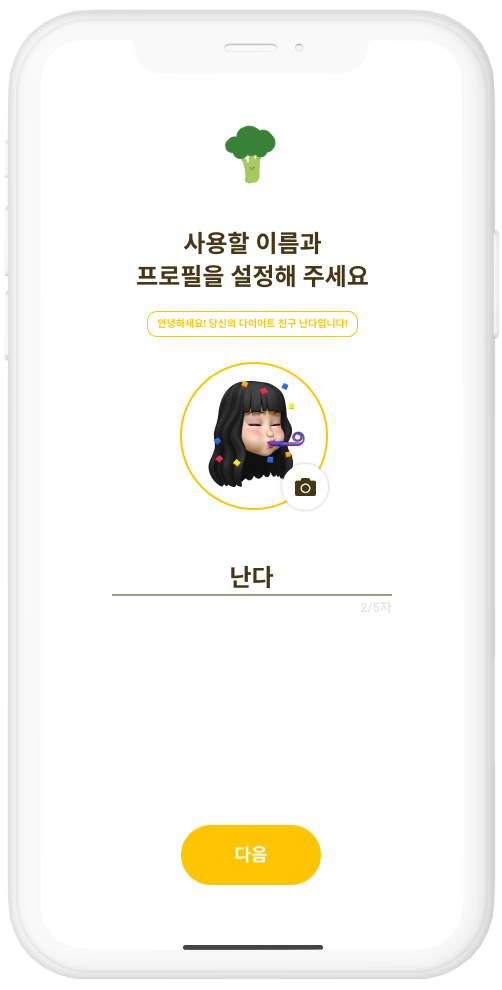 사용할 이름과
프로필을 설정해 주세요
안녕하세요! 당신의 다이어트 친구 난다입니다!
난다
2/5자
다음